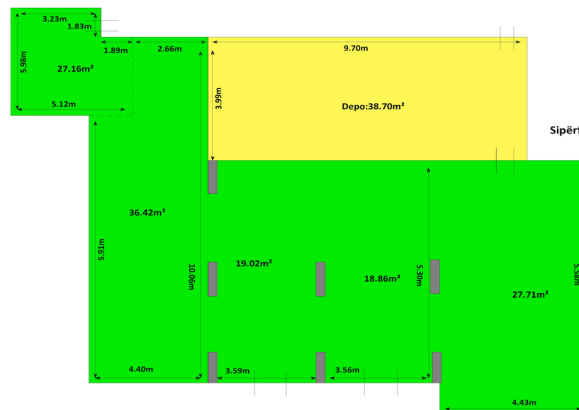 3.23m
1.83m
1.89m
2.66m
9.70m
5.98m
27.16m²
5.12m
3.99m
Depo:38.70m²
Sipërf
36.42m²
5.91m
10.06m
19.02m²
18.86m²
5.30m
27.71m²
5.58m
4.40m
3.59m
3.56m
4.43m